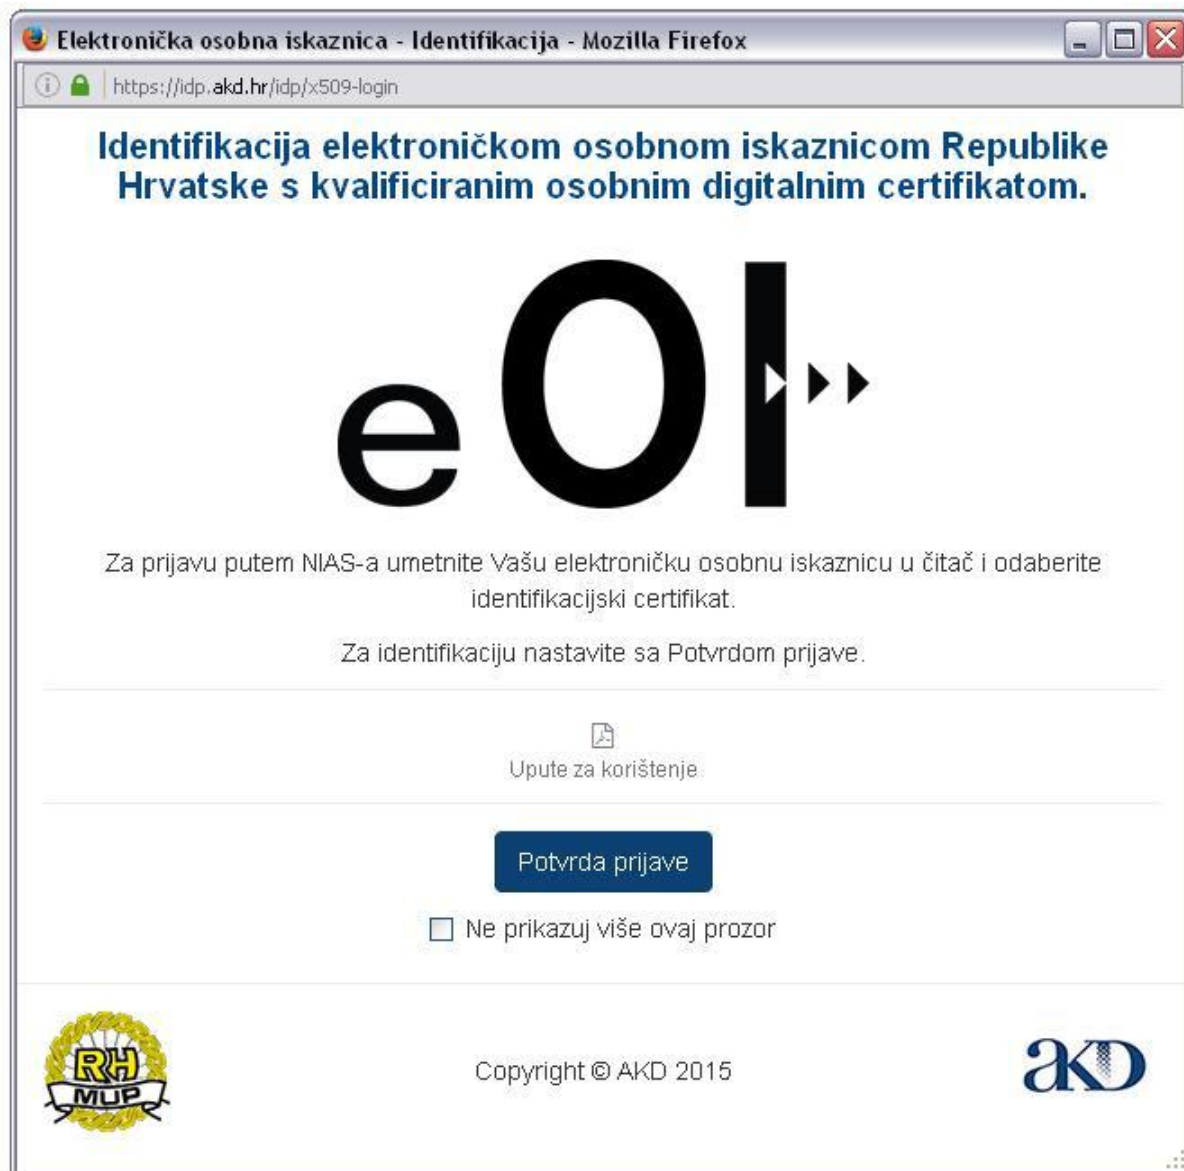 Elektronička osobna iskaznica - Identifikacija - Mozilla Firefox
https://idp.akd.hr/idp/x509-login
Identifikacija elektroničkom osobnom iskaznicom Republike
Hrvatske s kvalificiranim osobnim digitalnim certifikatom.
eOI
Za prijavu putem NIAS-a umetnite Vašu elektroničku osobnu iskaznicu u čitač i odaberite
identifikacijski certifikat.
Za identifikaciju nastavite sa Potvrdom prijave.
Upute za korištenje
Potvrda prijave
Ne prikazuj više ovaj prozor
RH
MUP
Copyright © AKD 2015
AKD